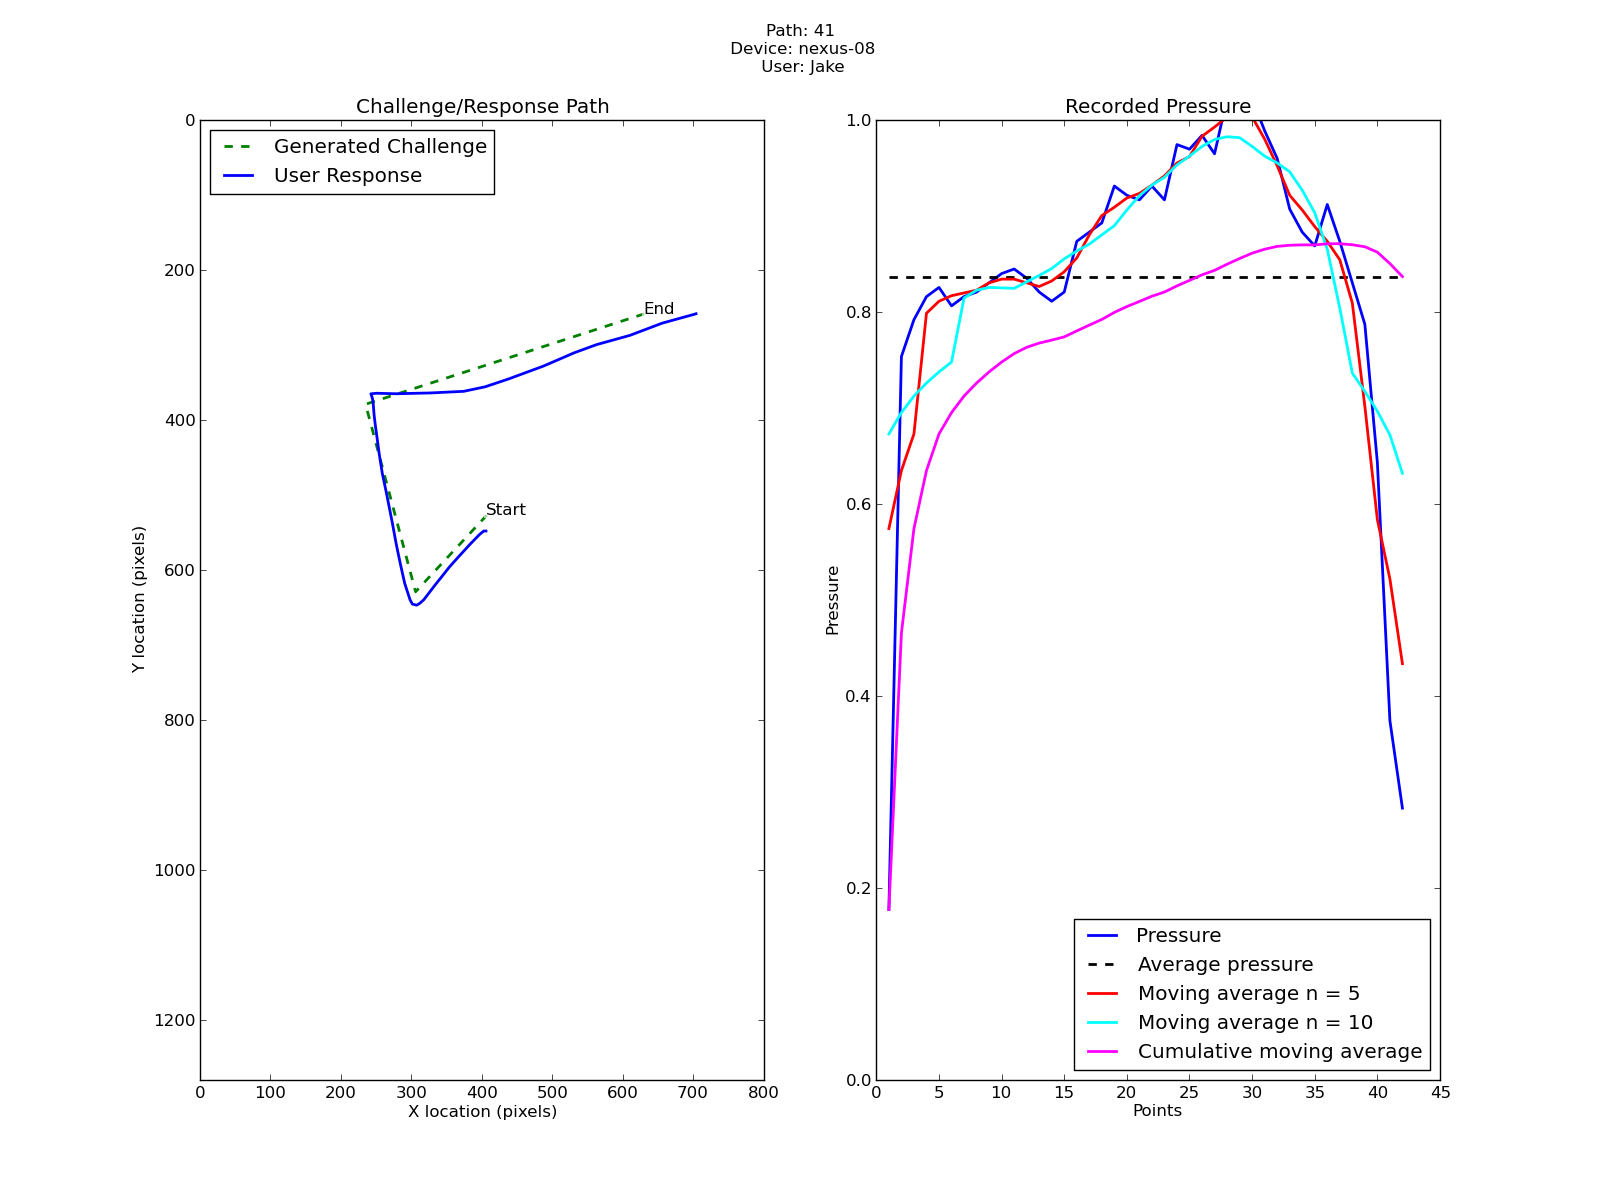 Path: 41
Device: nexus-08
User: Jake
Challenge/Response Path
Generated Challenge
User Response
0
200
400
600
800
1000
1200
Y location (pixels)
End
Start
0 100 200 300 400 500 600 700 800
X location (pixels)
Recorded Pressure
1.0
0.8
0.6
0.4
0.2
0.0
Pressure
Pressure
Average pressure
Moving average n = 5
Moving average n = 10
Cumulative moving average
0 5 10 15 20 25 30 35 40 45
Points